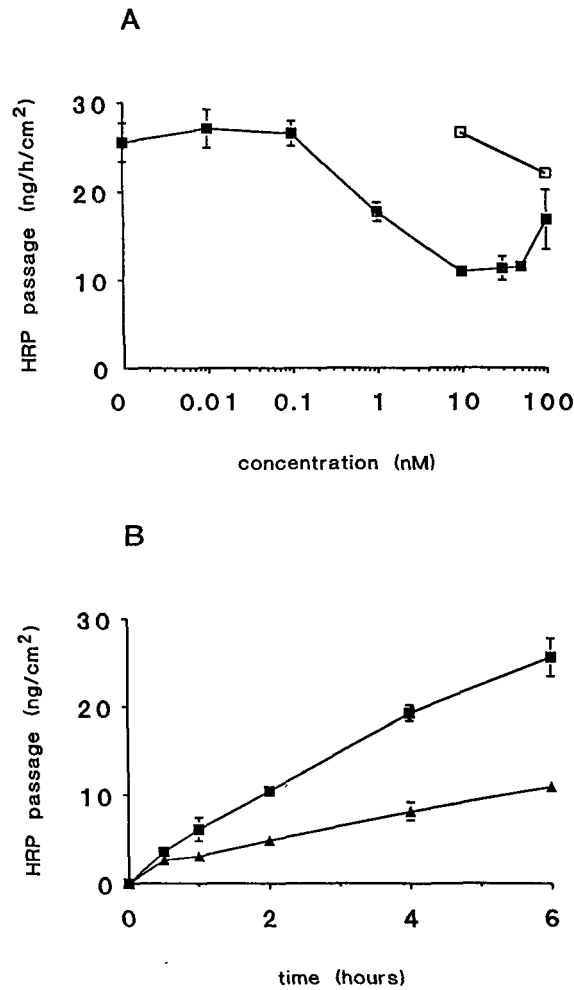 A
HRP passage (ng/h/cm²)
30
20
10
0
0 0.01 0.1 1 10 100
concentration (nM)
B
HRP passage (ng/cm²)
30
20
10
0
0 2 4 6
time (hours)